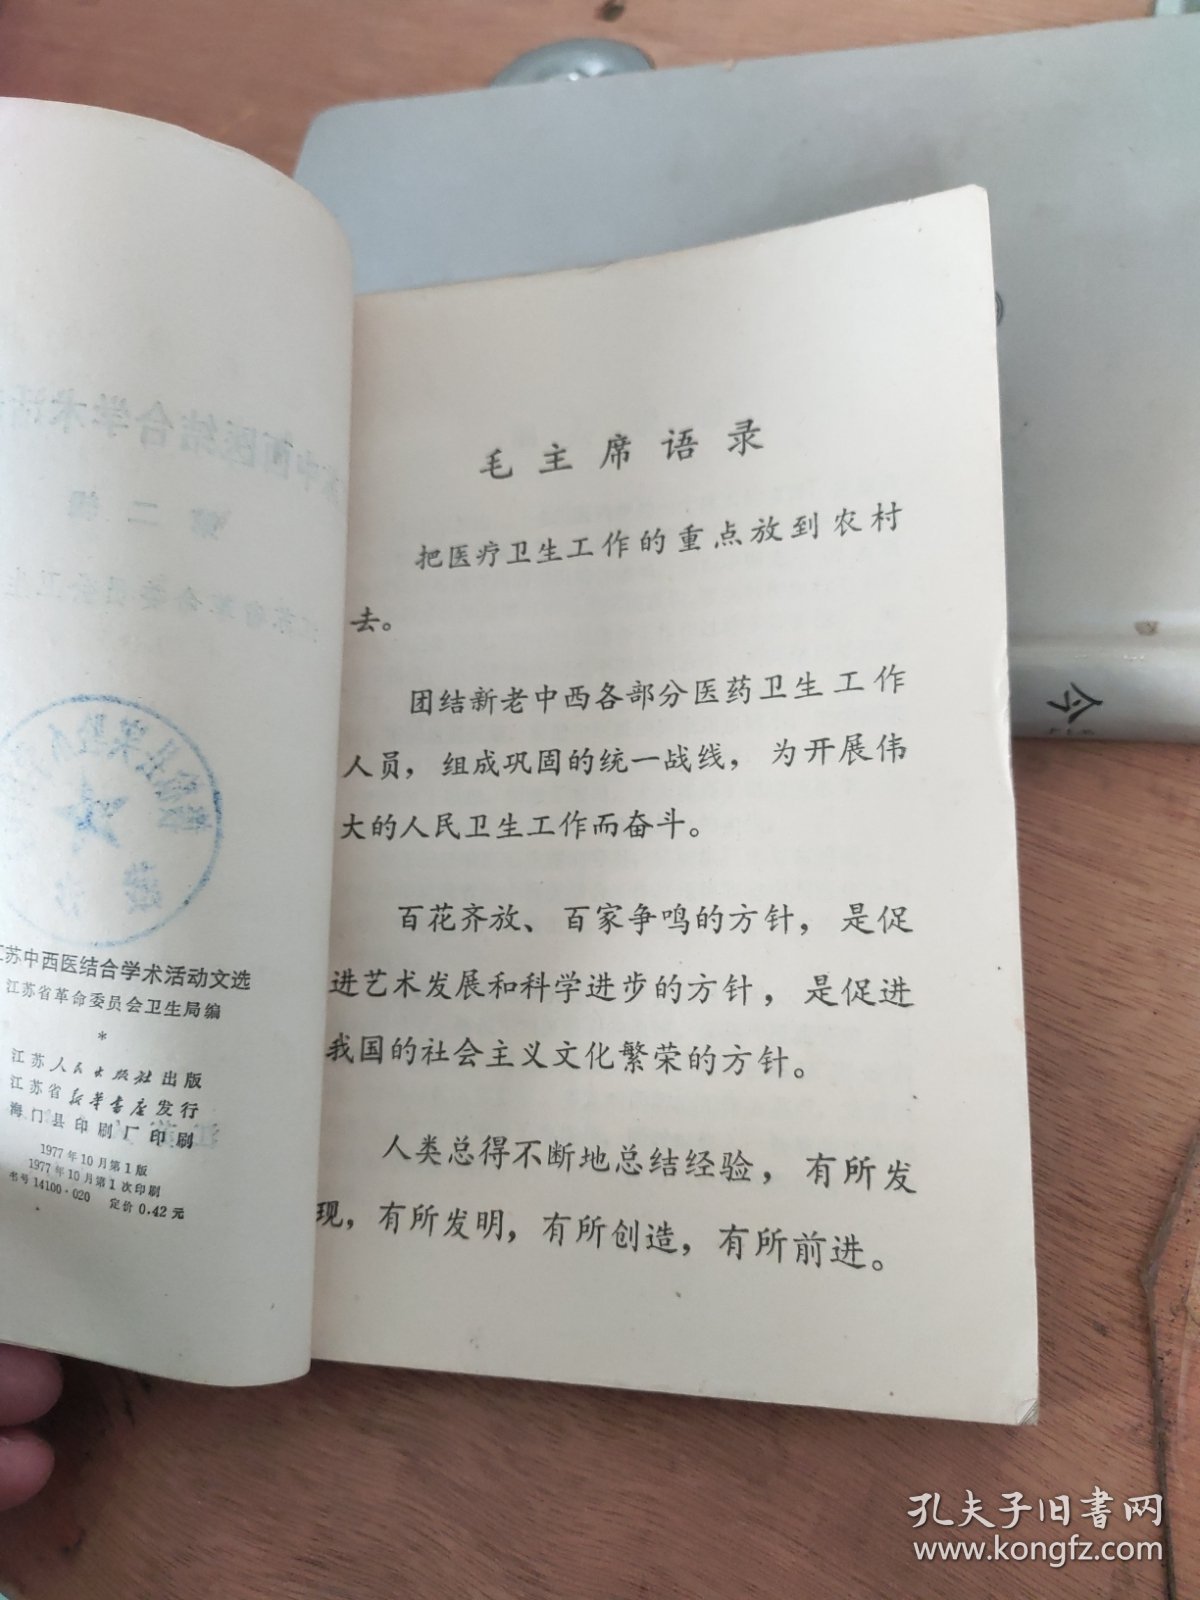 江苏中西医结合学术活动文选
江苏省革命委员会卫生局编
*
江苏人民出版社出版
江苏省新华书店发行
海门县印刷厂印刷
1977年10月第1版
1977年10月第1次印刷
书号 14100·020 定价 0.42 元
毛主席语录
把医疗卫生工作的重点放到农村
去。
团结新老中西各部分医药卫生工作
人员，组成巩固的统一战线，为开展伟
大的人民卫生工作而奋斗。
百花齐放、百家争鸣的方针，是促
进艺术发展和科学进步的方针，是促进
我国的社会主义文化繁荣的方针。
人类总得不断地总结经验，有所发
现，有所发明，有所创造，有所前进。
今
孔夫子旧书网
www.kongfz.com